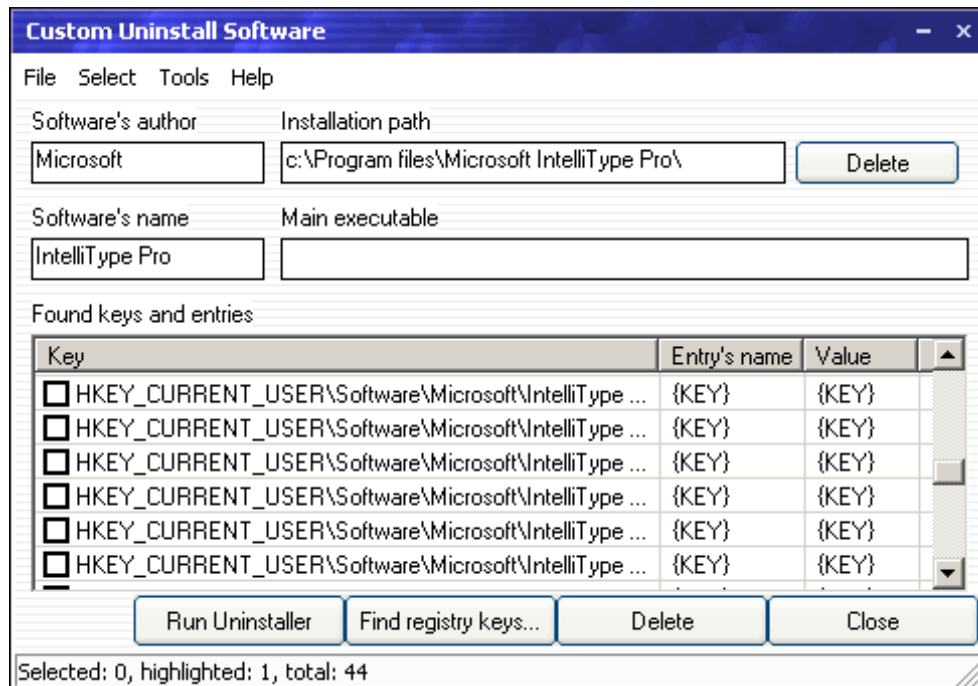 Custom Uninstall Software
File Select Tools Help
Software's author Installation path
Microsoft c:\Program files\Microsoft IntelliType Pro\ Delete
Software's name Main executable
IntelliType Pro
Found keys and entries
Key Entry's name Value
HKEY_CURRENT_USER\Software\Microsoft\IntelliType ... {KEY} {KEY}
HKEY_CURRENT_USER\Software\Microsoft\IntelliType ... {KEY} {KEY}
HKEY_CURRENT_USER\Software\Microsoft\IntelliType ... {KEY} {KEY}
HKEY_CURRENT_USER\Software\Microsoft\IntelliType ... {KEY} {KEY}
HKEY_CURRENT_USER\Software\Microsoft\IntelliType ... {KEY} {KEY}
HKEY_CURRENT_USER\Software\Microsoft\IntelliType ... {KEY} {KEY}
Run Uninstaller Find registry keys... Delete Close
Selected: 0, highlighted: 1, total: 44